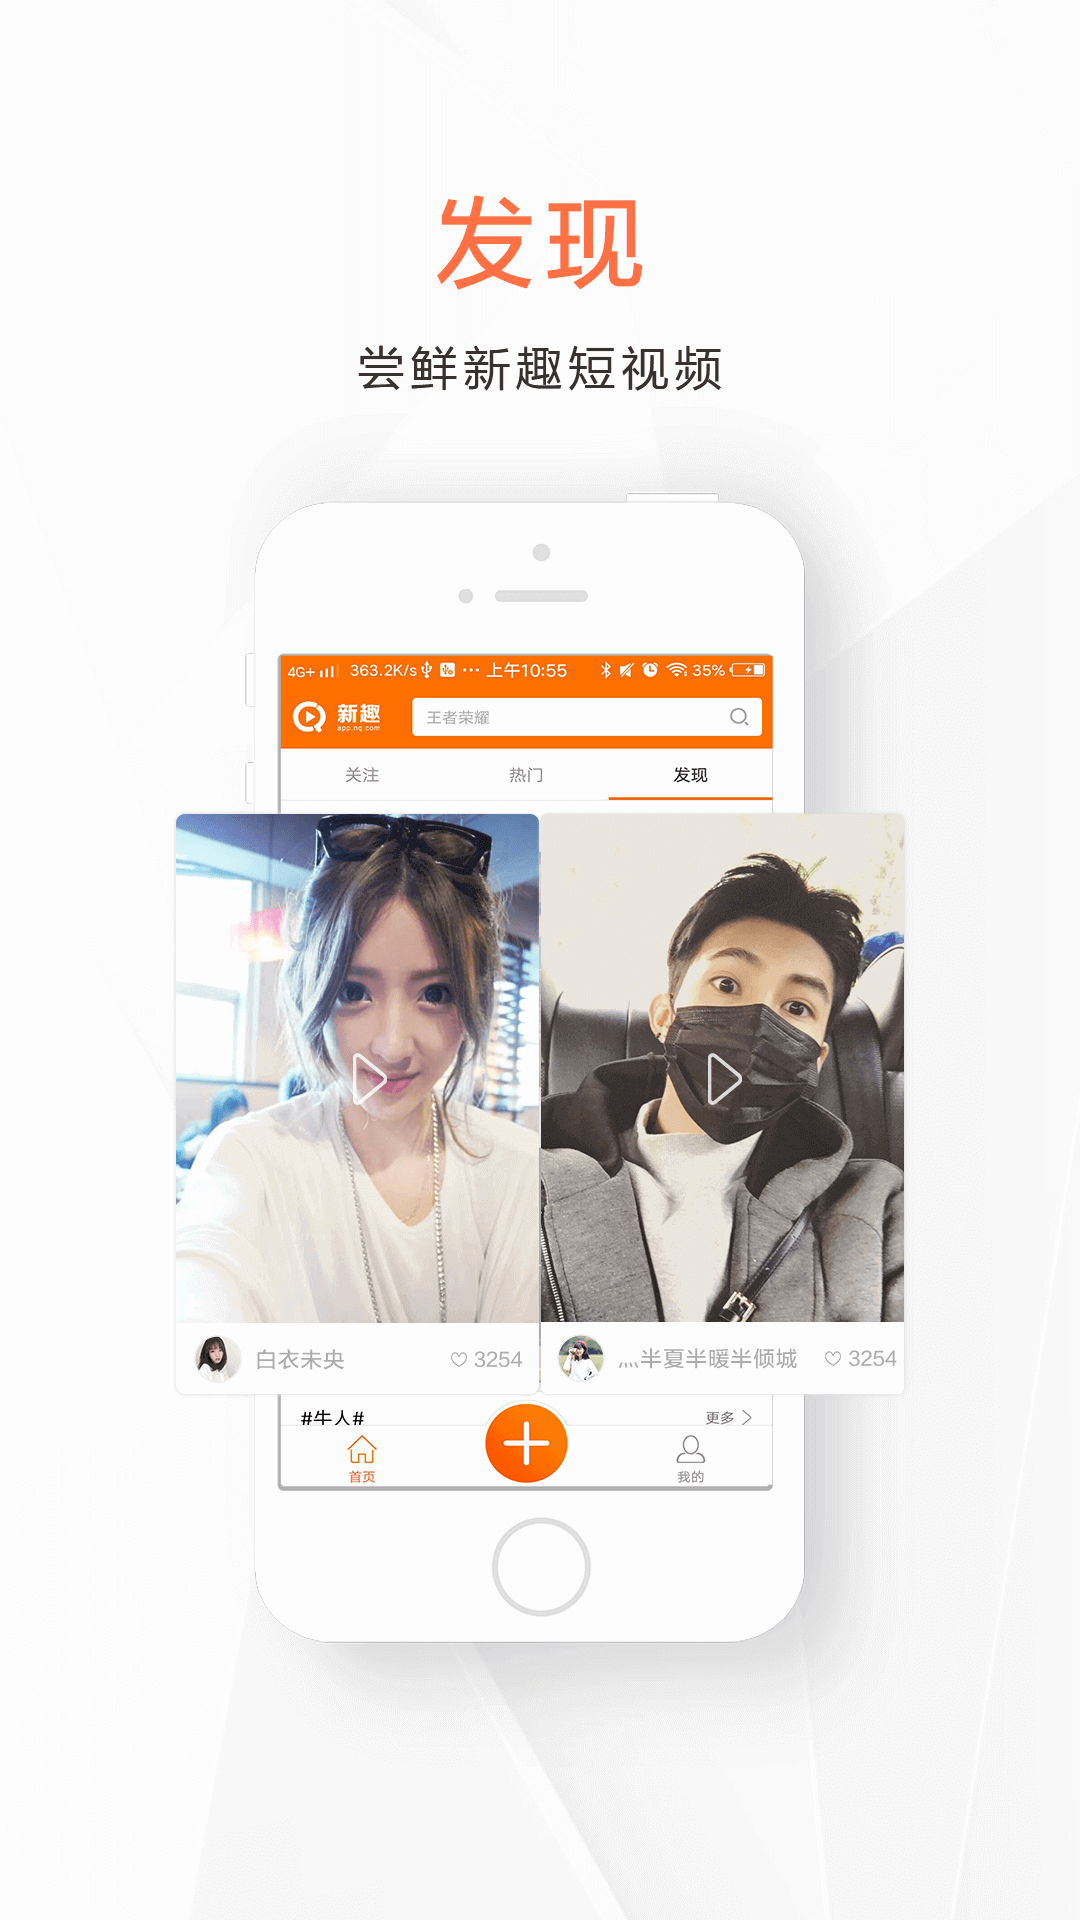 发现
尝鲜新趣短视频
4G+ 363.2K/s ··· 上午10:55 35%
新趣
app.nq.com
王者荣耀
关注 热门 发现
白衣未央 3254
灬半夏半暖半倾城 3254
#牛人# 更多
首页 我的